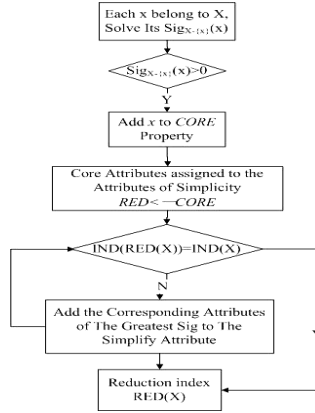 Each x belong to X,
Solve Its Sigx-{x}(x)
Sigx-{x}(x)>0
Y
Add x to CORE
Property
Core Attributes assigned to the
Attributes of Simplicity
RED<—CORE
IND(RED(X))=IND(X)
N
Add the Corresponding Attributes
of The Greatest Sig to The
Simplify Attribute
Reduction index
RED(X)